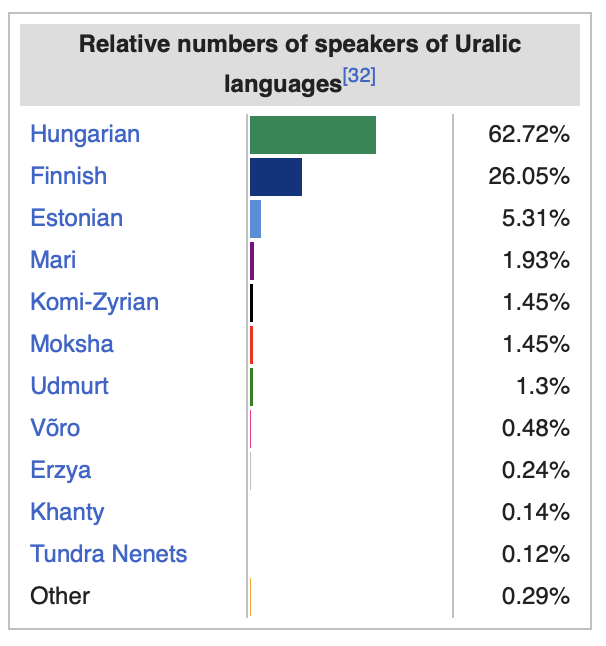 Relative numbers of speakers of Uralic
languages[32]
Hungarian 62.72%
Finnish 26.05%
Estonian 5.31%
Mari 1.93%
Komi-Zyrian 1.45%
Moksha 1.45%
Udmurt 1.3%
Võro 0.48%
Erzya 0.24%
Khanty 0.14%
Tundra Nenets 0.12%
Other 0.29%